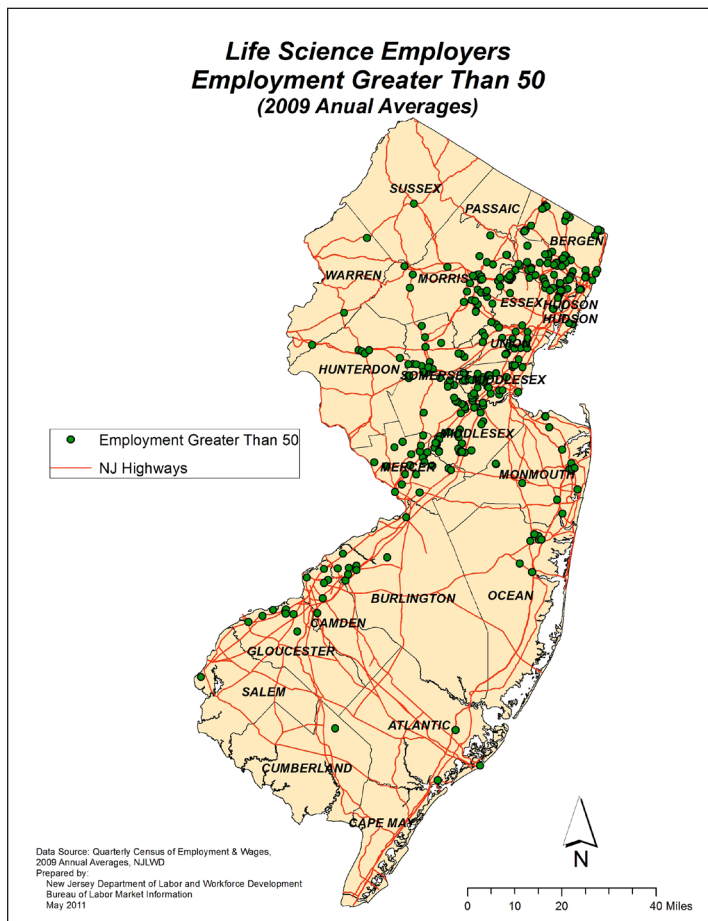 Life Science Employers
Employment Greater Than 50
(2009 Anual Averages)
SUSSEX
PASSAIC
BERGEN
WARREN
MORRIS
ESSEX
HUDSON
HUDSON
UNION
HUNTERDON
SOMERSET
MIDDLESEX
Employment Greater Than 50
NJ Highways
MIDDLESEX
MERCER
MONMOUTH
OCEAN
BURLINGTON
CAMDEN
GLOUCESTER
SALEM
ATLANTIC
CUMBERLAND
CAPE MAY
N
Data Source: Quarterly Census of Employment & Wages,
2009 Annual Averages, NJLWD
Prepared by:
New Jersey Department of Labor and Workforce Development
Bureau of Labor Market Information
May 2011
0 10 20 30 40 Miles